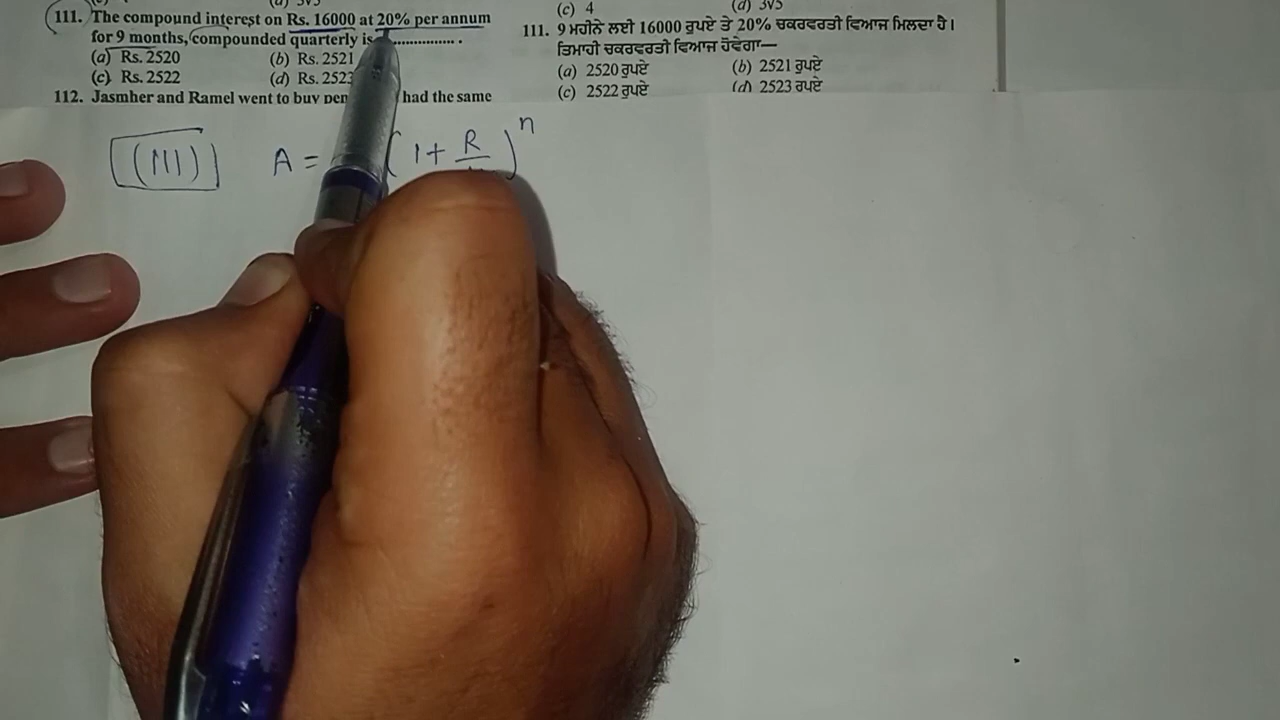 111. The compound interest on Rs. 16000 at 20% per annum
for 9 months, compounded quarterly is ................ .
(a) Rs. 2520 (b) Rs. 2521
(c) Rs. 2522 (d) Rs. 2523
112. Jasmher and Ramel went to buy had the same
(c) 4 (d) 3√5
111. 9 ਮਹੀਨੇ ਲਈ 16000 ਰੁਪਏ ਤੇ 20% ਚਕਰਵਰਤੀ ਵਿਆਜ ਮਿਲਦਾ ਹੈ।
ਤਿਮਾਹੀ ਚਕਰਵਰਤੀ ਵਿਆਜ ਹੋਵੇਗਾ—
(a) 2520 ਰੁਪਏ (b) 2521 ਰੁਪਏ
(c) 2522 ਰੁਪਏ (d) 2523 ਰੁਪਏ
(111) A = (1 + R )^n